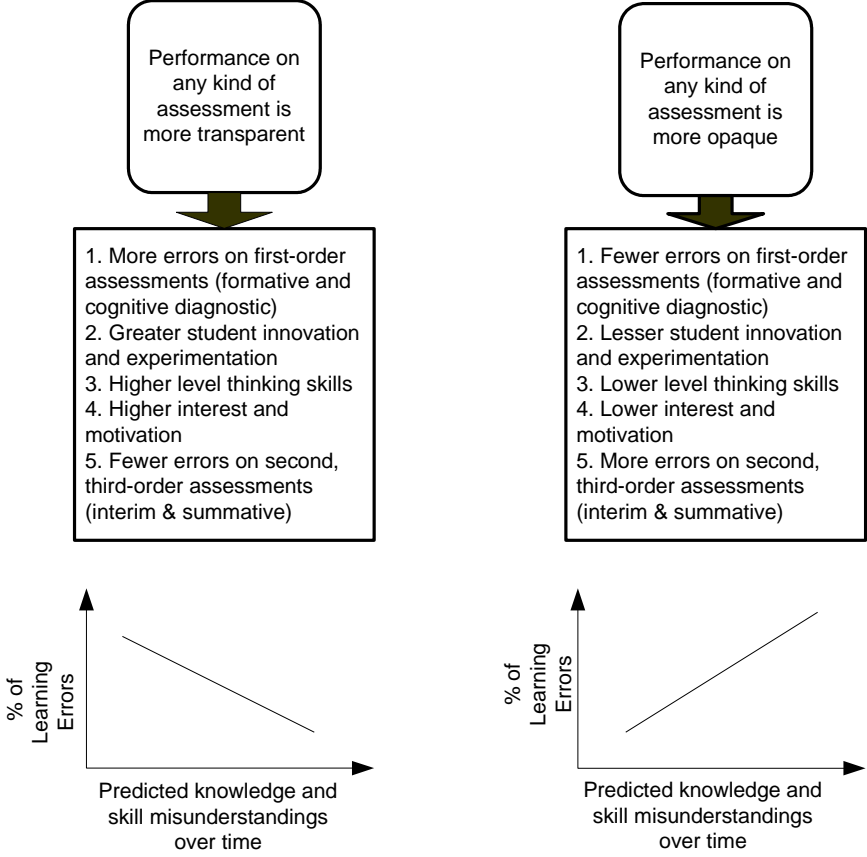 Performance on
any kind of
assessment is
more transparent
1. More errors on first-order
assessments (formative and
cognitive diagnostic)
2. Greater student innovation
and experimentation
3. Higher level thinking skills
4. Higher interest and
motivation
5. Fewer errors on second,
third-order assessments
(interim & summative)
% of
Learning
Errors
Predicted knowledge and
skill misunderstandings
over time
Performance on
any kind of
assessment is
more opaque
1. Fewer errors on first-order
assessments (formative and
cognitive diagnostic)
2. Lesser student innovation
and experimentation
3. Lower level thinking skills
4. Lower interest and
motivation
5. More errors on second,
third-order assessments
(interim & summative)
% of
Learning
Errors
Predicted knowledge and
skill misunderstandings
over time